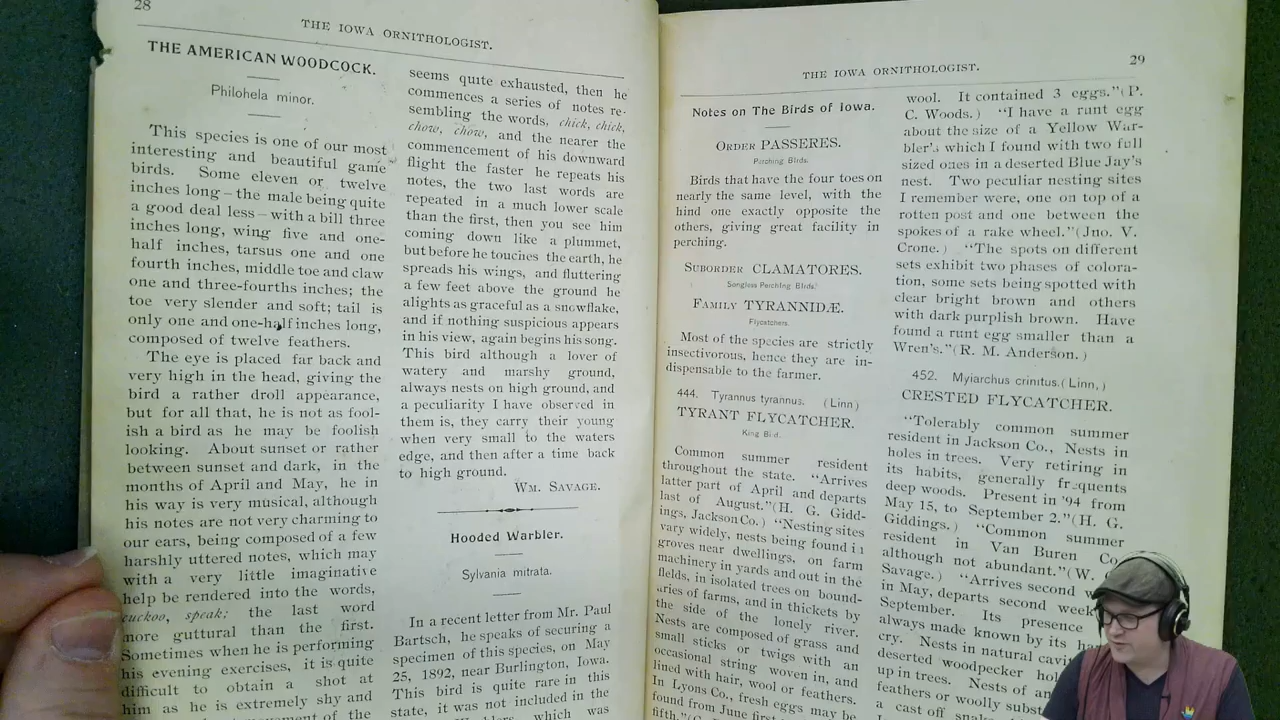 28
THE IOWA ORNITHOLOGIST.
THE AMERICAN WOODCOCK.
Philohela minor.
This species is one of our most
interesting and beautiful game
birds. Some eleven or twelve
inches long – the male being quite
a good deal less – with a bill three
inches long, wing five and one-
half inches, tarsus one and one
fourth inches, middle toe and claw
one and three-fourths inches; the
toe very slender and soft; tail is
only one and one-half inches long,
composed of twelve feathers.
The eye is placed far back and
very high in the head, giving the
bird a rather droll appearance,
but for all that, he is not as fool-
ish a bird as he may be foolish
looking. About sunset or rather
between sunset and dark, in the
months of April and May, he in
his way is very musical, although
his notes are not very charming to
our ears, being composed of a few
harshly uttered notes, which may
with a very little imaginative
help be rendered into the words,
cuckoo, speak; the last word
more guttural than the first.
Sometimes when he is performing
his evening exercises, it is quite
difficult to obtain a shot at
him as he is extremely shy and
of the
seems quite exhausted, then he
commences a series of notes re-
sembling the words, chick, chick,
chow, chow, and the nearer the
commencement of his downward
flight the faster he repeats his
notes, the two last words are
repeated in a much lower scale
than the first, then you see him
coming down like a plummet,
but before he touches the earth, he
spreads his wings, and fluttering
a few feet above the ground he
alights as graceful as a snowflake,
and if nothing suspicious appears
in his view, again begins his song.
This bird although a lover of
watery and marshy ground,
always nests on high ground, and
a peculiarity I have observed in
them is, they carry their young
when very small to the waters
edge, and then after a time back
to high ground.
WM. SAVAGE.
Hooded Warbler.
Sylvania mitrata.
In a recent letter from Mr. Paul
Bartsch, he speaks of securing a
specimen of this species, on May
25, 1892, near Burlington, Iowa.
This bird is quite rare in this
state, it was not included in the
which was
THE IOWA ORNITHOLOGIST.
29
Notes on The Birds of Iowa.
ORDER PASSERES.
Perching Birds.
Birds that have the four toes on
nearly the same level, with the
hind one exactly opposite the
others, giving great facility in
perching.
SUBORDER CLAMATORES.
Songless Perching Birds.
FAMILY TYRANNIDÆ.
Flycatchers.
Most of the species are strictly
insectivorous, hence they are in-
dispensable to the farmer.
444. Tyrannus tyrannus. (Linn)
TYRANT FLYCATCHER.
King Bird.
Common summer resident
throughout the state. "Arrives
latter part of April and departs
last of August."(H. G. Gidd-
ings, Jackson Co.) "Nesting sites
vary widely, nests being found in
groves near dwellings, on farm
machinery in yards and out in the
fields, in isolated trees on bound-
aries of farms, and in thickets by
the side of the lonely river.
Nests are composed of grass and
small sticks or twigs with an
occasional string woven in, and
lined with hair, wool or feathers.
In Lyons Co., fresh eggs may be
found from June first
fifth."
wool. It contained 3 eggs."(P.
C. Woods.) "I have a runt egg
about the size of a Yellow War-
bler's which I found with two full
sized ones in a deserted Blue Jay's
nest. Two peculiar nesting sites
I remember were, one on top of a
rotten post and one between the
spokes of a rake wheel."(Jno. V.
Crone.) "The spots on different
sets exhibit two phases of colora-
tion, some sets being spotted with
clear bright brown and others
with dark purplish brown. Have
found a runt egg smaller than a
Wren's."(R. M. Anderson.)
452. Myiarchus crinitus.(Linn,)
CRESTED FLYCATCHER.
"Tolerably common summer
resident in Jackson Co., Nests in
holes in trees. Very retiring in
its habits, generally frequents
deep woods. Present in '94 from
May 15, to September 2."(H. G.
Giddings.) "Common summer
resident in Van Buren Co
although not abundant."(W.
Savage.) "Arrives second w
in May, departs second week
September. Its presence
always made known by its ha
cry. Nests in natural cavi
deserted woodpecker hol
up in trees. Nests of an
feathers or woolly subst
a cast off